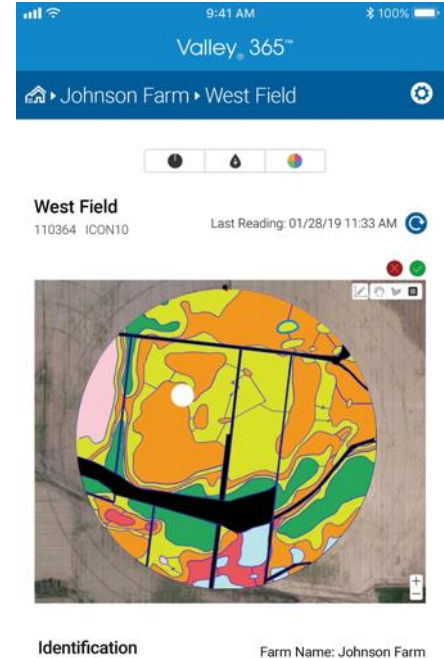 9:41 AM
100%
Valley® 365™
Johnson Farm ▸ West Field
West Field
110364 ICON10
Last Reading: 01/28/19 11:33 AM
Identification
Farm Name: Johnson Farm